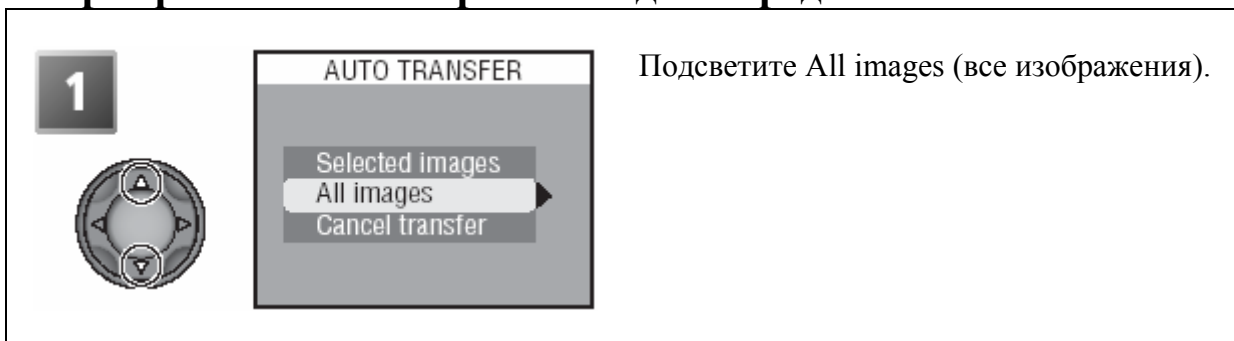 1
AUTO TRANSFER
Selected images
All images
Cancel transfer
Подсветите All images (все изображения).